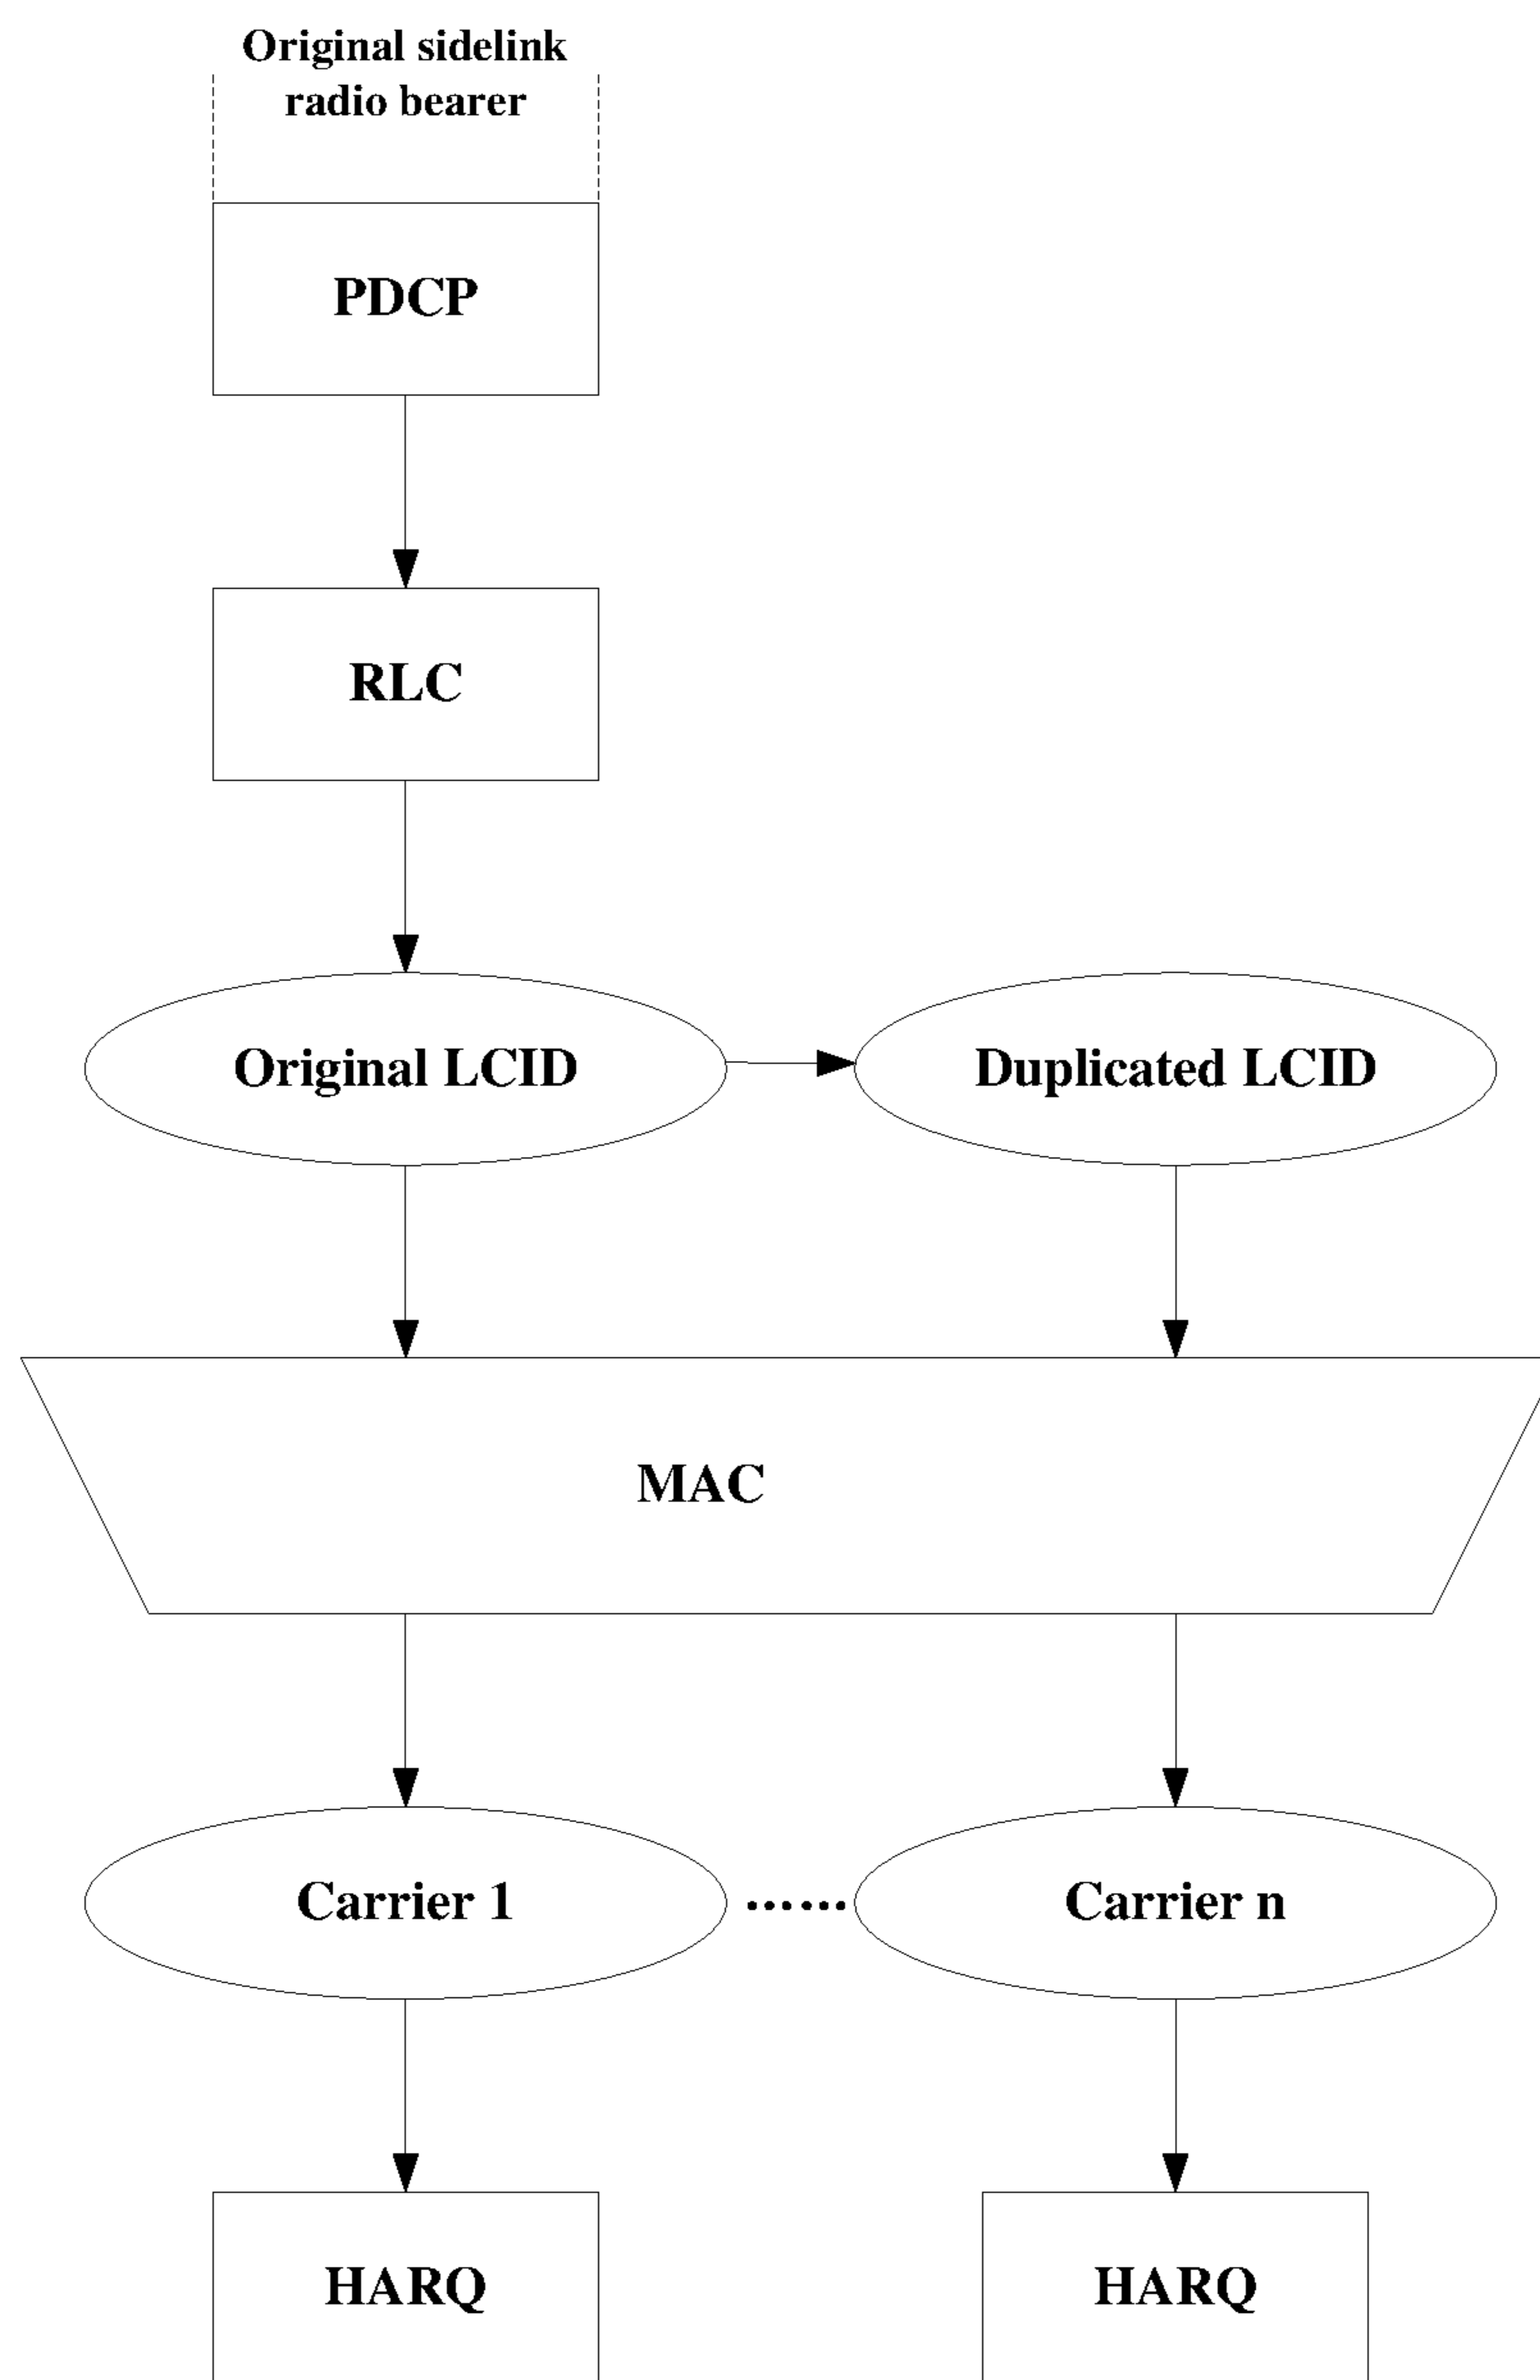 Original sidelink
radio bearer
PDCP
RLC
Original LCID
Duplicated LCID
MAC
Carrier 1
......
Carrier n
HARQ
HARQ